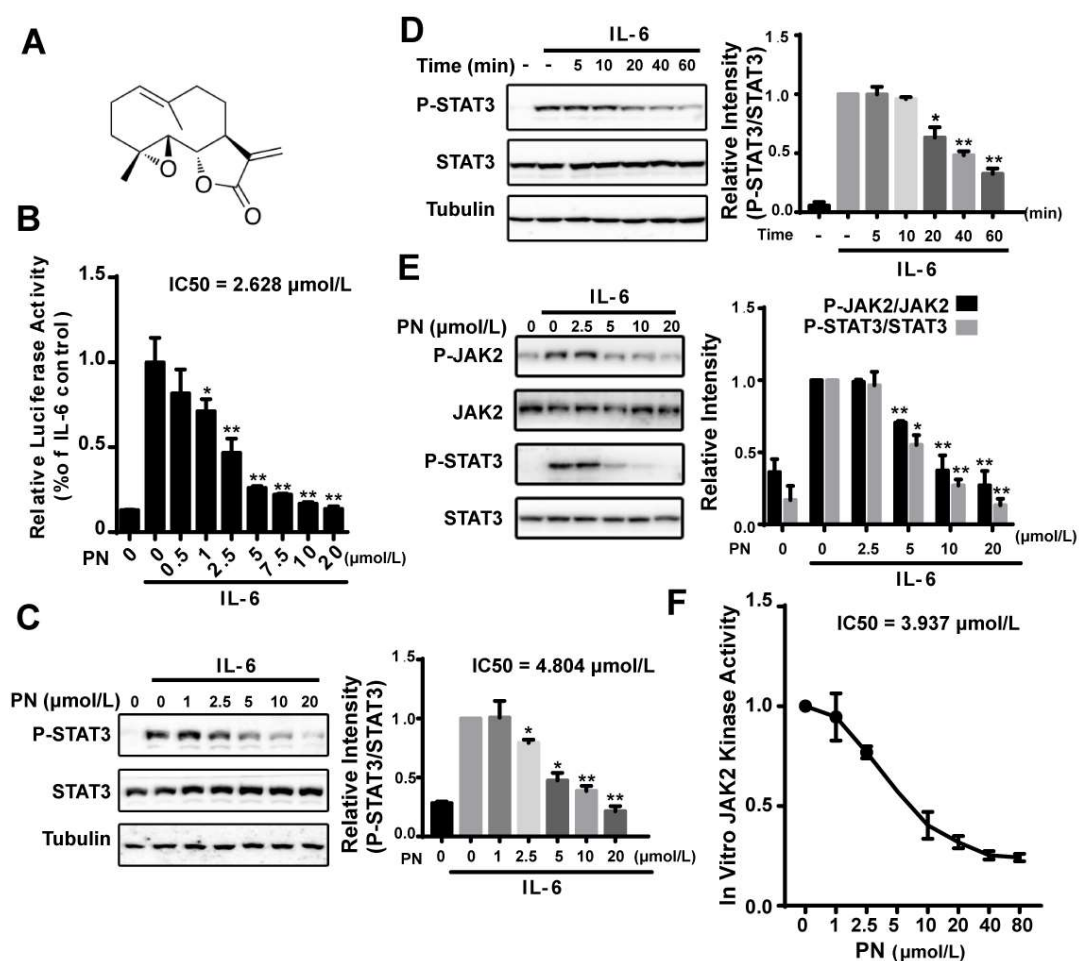 A
O
O
O
B
Relative Luciferase Activity
(%o f IL-6 control)
IC50 = 2.628 µmol/L
1.5
1.0
0.5
0
PN 0 0 0.5 1 2.5 5 7.5 10 20 (µmol/L)
IL-6
C
IL-6
PN (µmol/L) 0 0 1 2.5 5 10 20
P-STAT3
STAT3
Tubulin
Relative Intensity
(P-STAT3/STAT3)
IC50 = 4.804 µmol/L
1.5
1.0
0.5
0.0
* * ** **
PN 0 0 1 2.5 5 10 20 (µmol/L)
IL-6
D
IL-6
Time (min) - - 5 10 20 40 60
P-STAT3
STAT3
Tubulin
Relative Intensity
(P-STAT3/STAT3)
1.5
1.0
0.5
0.0
* ** **
(min)
Time - - 5 10 20 40 60
IL-6
E
IL-6
PN (µmol/L) 0 0 2.5 5 10 20
P-JAK2
JAK2
P-STAT3
STAT3
Relative Intensity
P-JAK2/JAK2
P-STAT3/STAT3
1.5
1.0
0.5
0.0
** * ** ** ** **
PN 0 0 2.5 5 10 20 (µmol/L)
IL-6
F
In Vitro JAK2 Kinase Activity
IC50 = 3.937 µmol/L
1.5
1.0
0.5
0.0
0 1 2.5 5 10 20 40 80
PN (µmol/L)